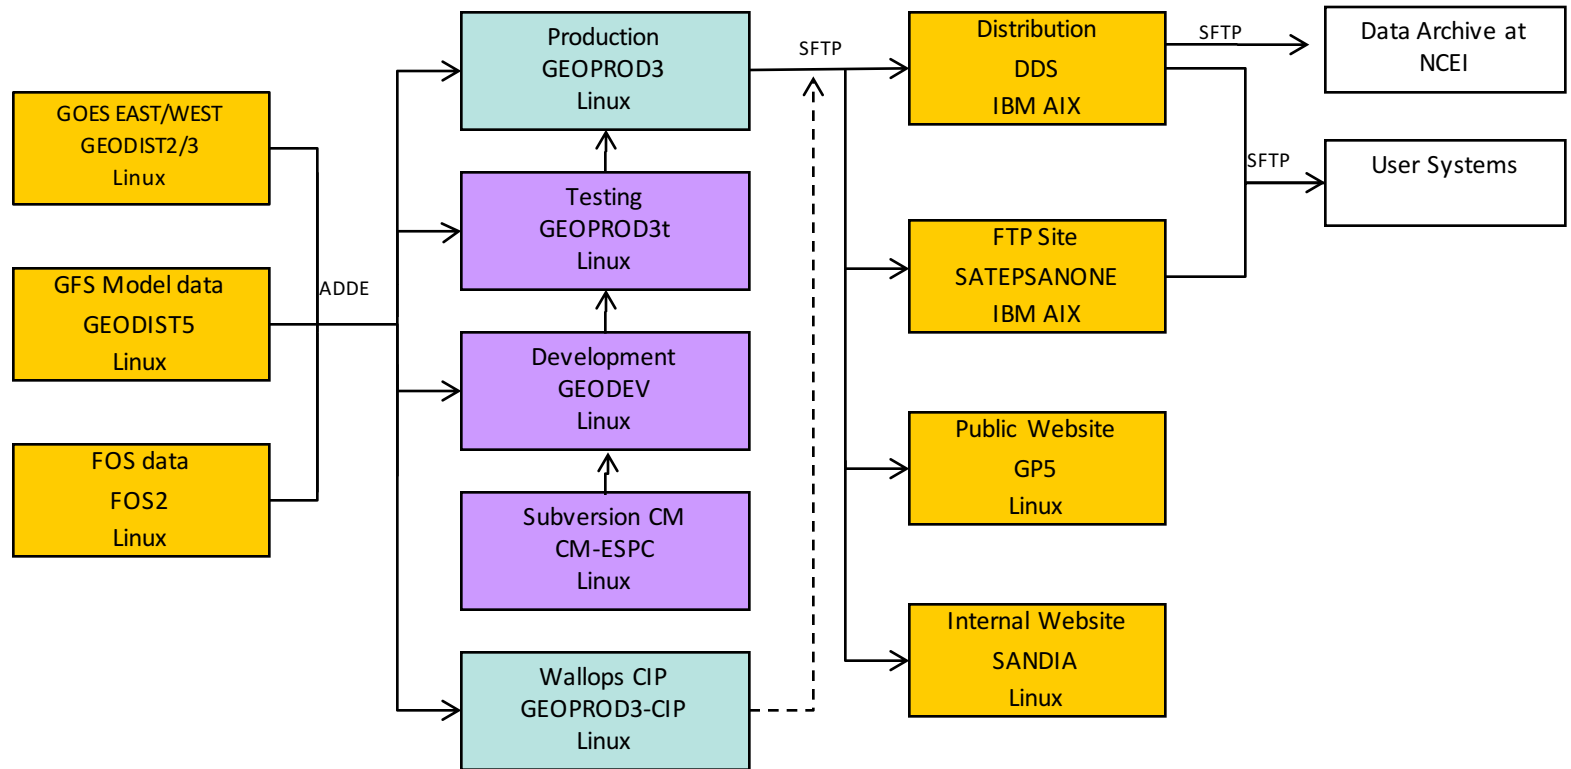 GOES EAST/WEST
GEODIST2/3
Linux
GFS Model data
GEODIST5
Linux
FOS data
FOS2
Linux
ADDE
Production
GEOPROD3
Linux
Testing
GEOPROD3t
Linux
Development
GEODEV
Linux
Subversion CM
CM-ESPC
Linux
Wallops CIP
GEOPROD3-CIP
Linux
SFTP
Distribution
DDS
IBM AIX
FTP Site
SATEPSANONE
IBM AIX
Public Website
GP5
Linux
Internal Website
SANDIA
Linux
SFTP
SFTP
Data Archive at
NCEI
User Systems